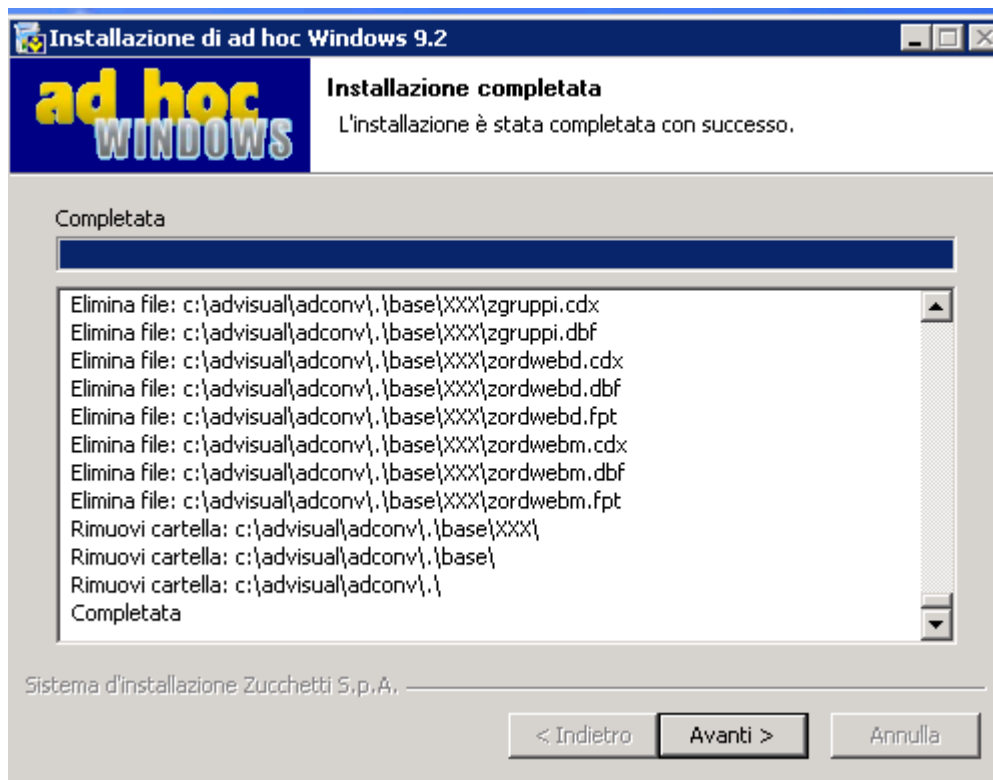 Installazione di ad hoc Windows 9.2
ad hoc
WINDOWS
Installazione completata
L'installazione è stata completata con successo.
Completata
Elimina file: c:\advisual\adconv\.\base\XXX\zgruppi.cdx
Elimina file: c:\advisual\adconv\.\base\XXX\zgruppi.dbf
Elimina file: c:\advisual\adconv\.\base\XXX\zordwebd.cdx
Elimina file: c:\advisual\adconv\.\base\XXX\zordwebd.dbf
Elimina file: c:\advisual\adconv\.\base\XXX\zordwebd.fpt
Elimina file: c:\advisual\adconv\.\base\XXX\zordwebm.cdx
Elimina file: c:\advisual\adconv\.\base\XXX\zordwebm.dbf
Elimina file: c:\advisual\adconv\.\base\XXX\zordwebm.fpt
Rimuovi cartella: c:\advisual\adconv\.\base\XXX\
Rimuovi cartella: c:\advisual\adconv\.\base\
Rimuovi cartella: c:\advisual\adconv\.\
Completata
Sistema d'installazione Zucchetti S.p.A.
< Indietro
Avanti >
Annulla